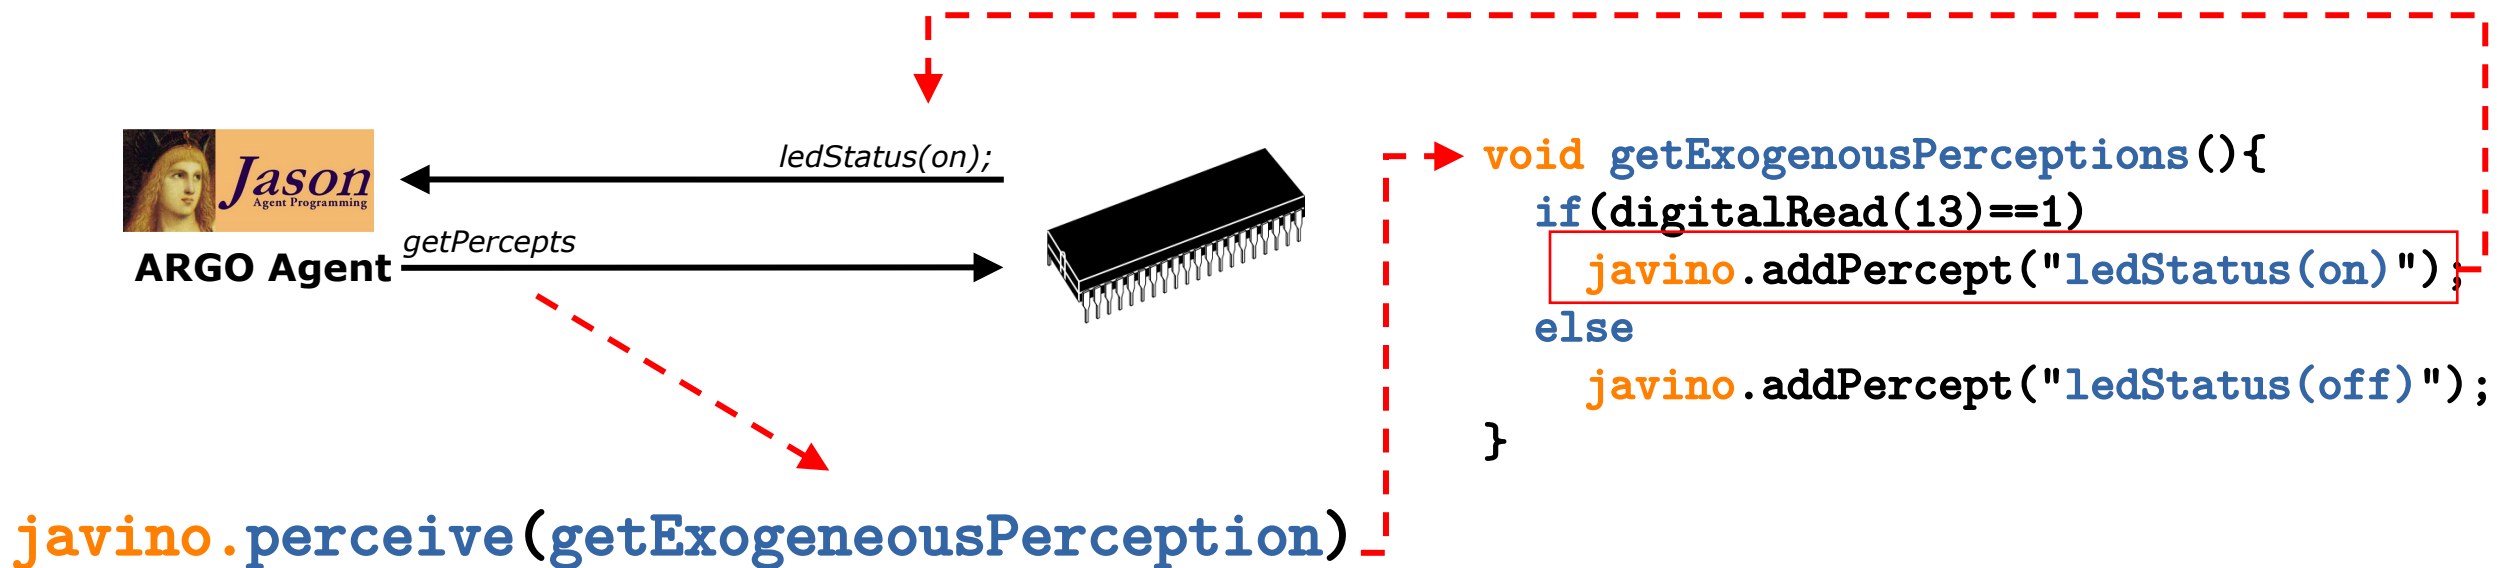 Jason
Agent Programming
ARGO Agent
ledStatus(on);
getPercepts
void getExogenousPerceptions(){
if(digitalRead(13)==1)
javino.addPercept("ledStatus(on)");
else
javino.addPercept("ledStatus(off)");
}
javino.perceive(getExogeneousPerception)